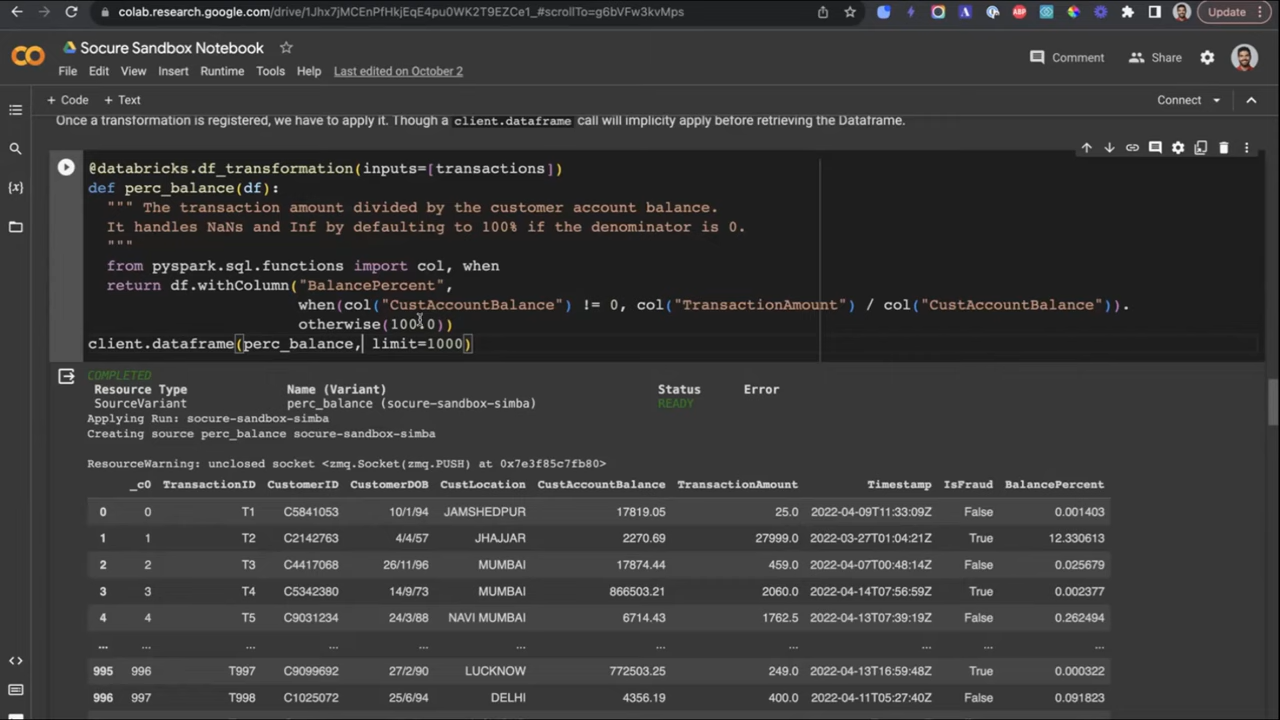 colab.research.google.com/drive/1Jhx7jMCEnPfHkjEqE4pu0WK2T9EZCe1_#scrollTo=g6bVFw3kvMps
Update
Socure Sandbox Notebook
Comment
Share
File Edit View Insert Runtime Tools Help Last edited on October 2
+ Code + Text
Connect
Once a transformation is registered, we have to apply it. Though a client.dataframe call will implicity apply before retrieving the Dataframe.
@databricks.df_transformation(inputs=[transactions])
def perc_balance(df):
""" The transaction amount divided by the customer account balance.
It handles NaNs and Inf by defaulting to 100% if the denominator is 0.
"""
from pyspark.sql.functions import col, when
return df.withColumn("BalancePercent",
when(col("CustAccountBalance") != 0, col("TransactionAmount") / col("CustAccountBalance")).
otherwise(100.0))
client.dataframe(perc_balance, limit=1000)
COMPLETED
Resource Type Name (Variant) Status Error
SourceVariant perc_balance (socure-sandbox-simba) READY
Applying Run: socure-sandbox-simba
Creating source perc_balance socure-sandbox-simba
ResourceWarning: unclosed socket <zmq.Socket(zmq.PUSH) at 0x7e3f85c7fb80>
_c0 TransactionID CustomerID CustomerDOB CustLocation CustAccountBalance TransactionAmount Timestamp IsFraud BalancePercent
0 0 T1 C5841053 10/1/94 JAMSHEDPUR 17819.05 25.0 2022-04-09T11:33:09Z False 0.001403
1 1 T2 C2142763 4/4/57 JHAJJAR 2270.69 27999.0 2022-03-27T01:04:21Z True 12.330613
2 2 T3 C4417068 26/11/96 MUMBAI 17874.44 459.0 2022-04-07T00:48:14Z False 0.025679
3 3 T4 C5342380 14/9/73 MUMBAI 866503.21 2060.0 2022-04-14T07:56:59Z True 0.002377
4 4 T5 C9031234 24/3/88 NAVI MUMBAI 6714.43 1762.5 2022-04-13T07:39:19Z False 0.262494
... ... ... ... ... ... ... ... ... ... ...
995 996 T997 C9099692 27/2/90 LUCKNOW 772503.25 249.0 2022-04-13T16:59:48Z True 0.000322
996 997 T998 C1025072 25/6/94 DELHI 4356.19 400.0 2022-04-11T05:27:40Z False 0.091823